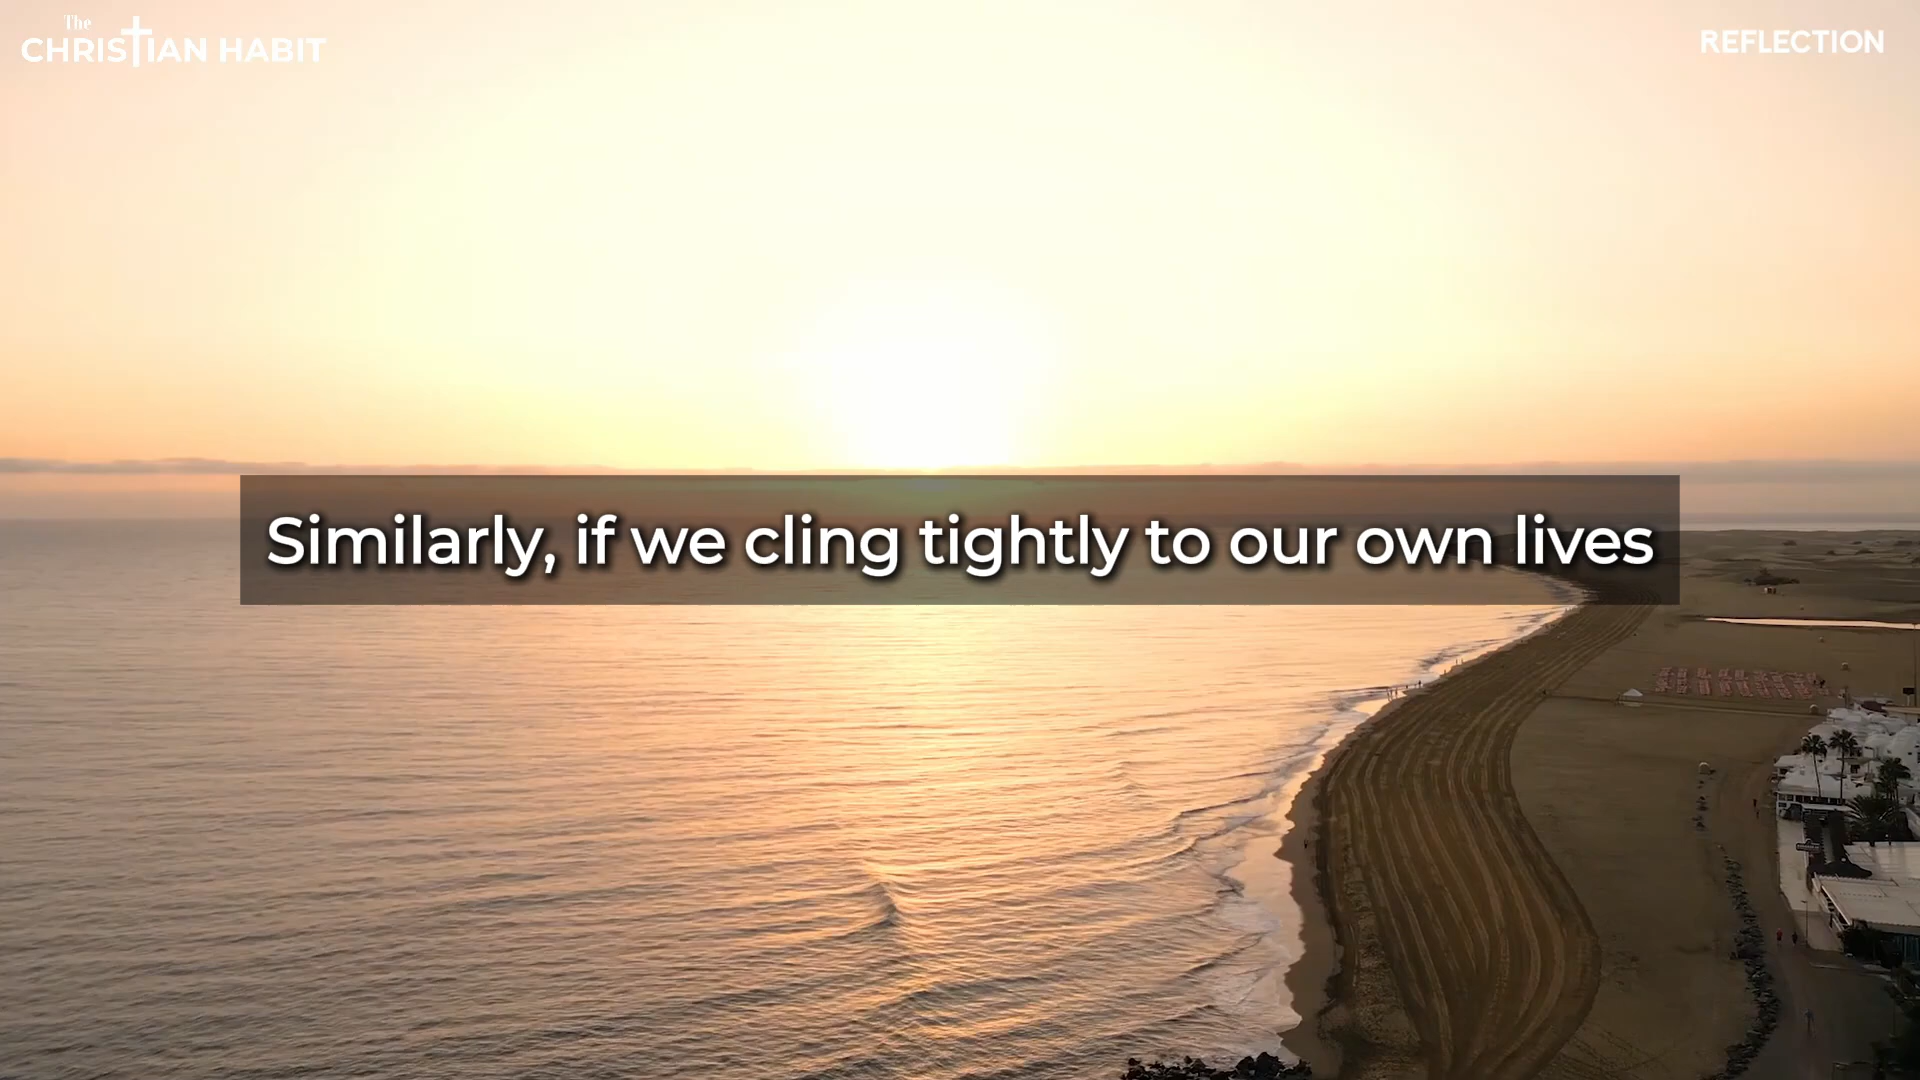 The
CHRISTIAN HABIT
REFLECTION
Similarly, if we cling tightly to our own lives